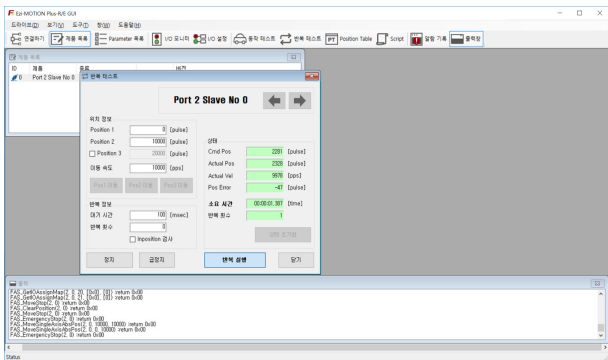 Ezi-MOTION Plus-R/E GUI
드라이브(D) 보기(V) 도구(T) 창(W) 도움말(H)
연결하기 제품 목록 Parameter 목록 I/O 모니터 I/O 설정 동작 테스트 반복 테스트 PT Position Table Script 알람 기록 출력창
제품 목록
ID 제품 종류 버전
0 Port 2 Slave No 0
반복 테스트
Port 2 Slave No 0
위치 정보
Position 1 0 [pulse]
Position 2 10000 [pulse]
Position 3 20000 [pulse]
이동 속도 10000 [pps]
Pos1 이동 Pos2 이동 Pos3 이동
상태
Cmd Pos 2281 [pulse]
Actual Pos 2328 [pulse]
Actual Vel 9978 [pps]
Pos Error -47 [pulse]
소요 시간 00:00:01.387 [time]
반복 횟수 1
상태 초기화
반복 정보
대기 시간 100 [msec]
반복 횟수 0
Inposition 검사
정지 급정지 반복 실행 닫기
출력
FAS_GetIOAssignMap(2, 0, 20, [0x0], [0]) :return 0x00
FAS_GetIOAssignMap(2, 0, 21, [0x0], [0]) :return 0x00
FAS_MoveStop(2, 0) :return 0x00
FAS_ClearPosition(2, 0) :return 0x00
FAS_MoveStop(2, 0) :return 0x00
FAS_EmergencyStop(2, 0) :return 0x00
FAS_MoveSingleAxisAbsPos(2, 0, 10000, 10000) :return 0x00
FAS_MoveSingleAxisAbsPos(2, 0, 0, 10000) :return 0x00
FAS_EmergencyStop(2, 0) :return 0x00
Status